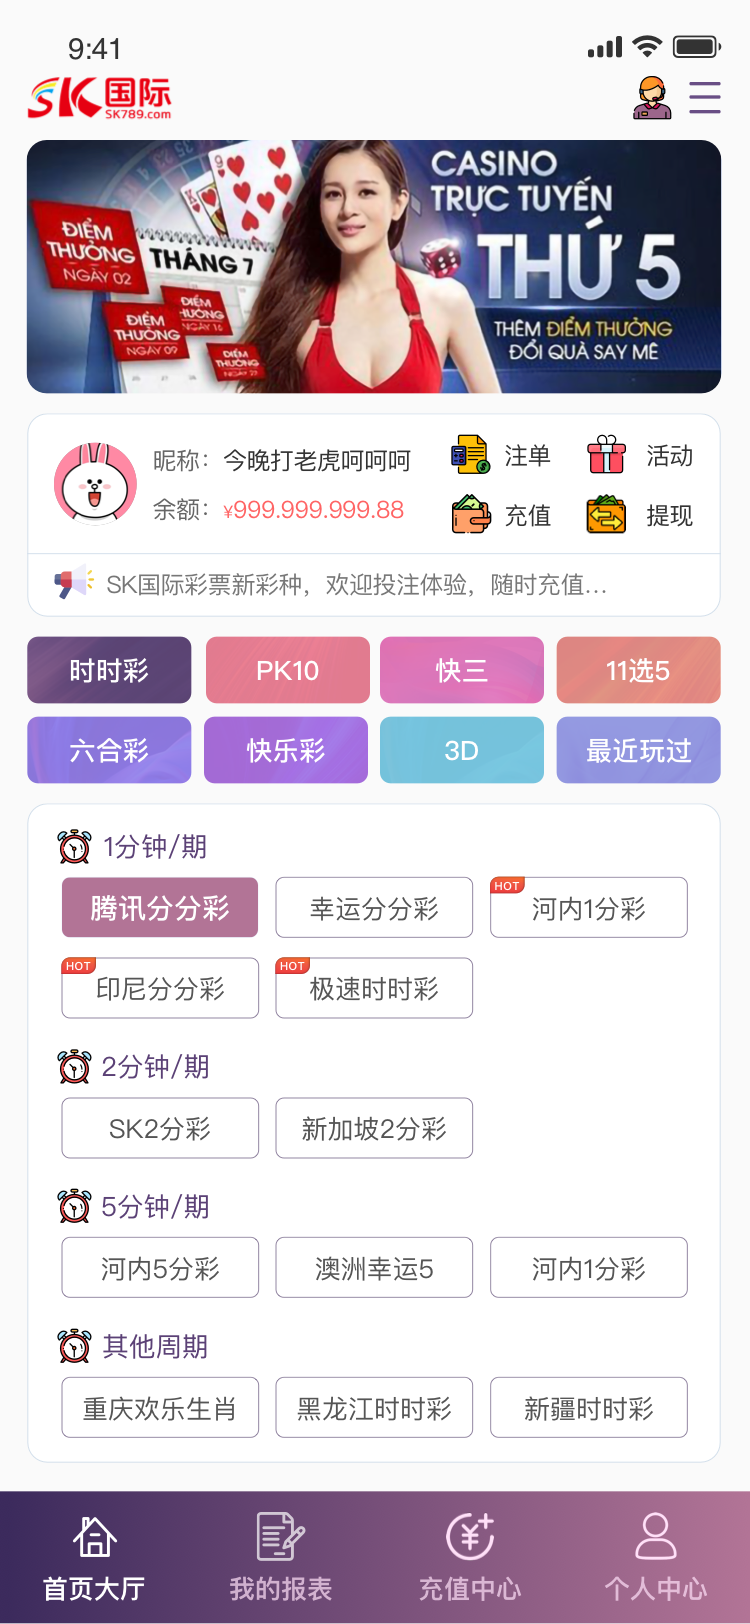 9:41
SK国际
SK789.com
CASINO
TRỰC TUYẾN
THỨ 5
THÊM ĐIỂM THƯỞNG
ĐỔI QUÀ SAY MÊ
THÁNG 7
ĐIỂM
THƯỞNG
NGÀY 02
ĐIỂM
THƯỞNG
NGÀY 09
ĐIỂM
THƯỞNG
NGÀY 16
ĐIỂM
THƯỞNG
昵称： 今晚打老虎呵呵呵
余额： ¥999.999.999.88
注单 活动
充值 提现
SK国际彩票新彩种，欢迎投注体验，随时充值...
时时彩 PK10 快三 11选5
六合彩 快乐彩 3D 最近玩过
1分钟/期
腾讯分分彩 幸运分分彩 HOT 河内1分彩
HOT 印尼分分彩 HOT 极速时时彩
2分钟/期
SK2分彩 新加坡2分彩
5分钟/期
河内5分彩 澳洲幸运5 河内1分彩
其他周期
重庆欢乐生肖 黑龙江时时彩 新疆时时彩
首页大厅 我的报表 充值中心 个人中心